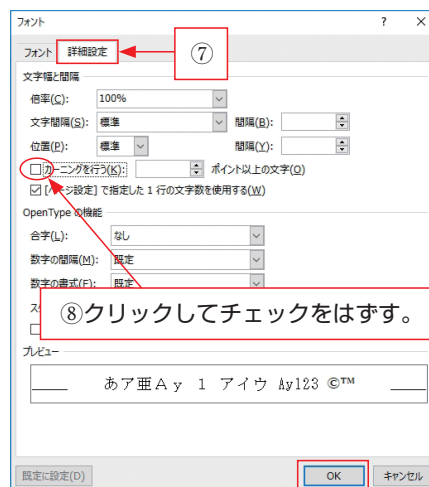 フォント ? ×
フォント 詳細設定 ⑦
文字幅と間隔
倍率(C): 100%
文字間隔(S): 標準 間隔(B):
位置(P): 標準 間隔(Y):
カーニングを行う(K): ポイント以上の文字(O)
[ページ設定] で指定した 1 行の文字数を使用する(W)
OpenType の機能
合字(L): なし
数字の間隔(M): 既定
数字の書式(F): 既定
⑧クリックしてチェックをはずす。
プレビュー
あア亜Ay 1 アイウ Ay123 ©™
既定に設定(D) OK キャンセル